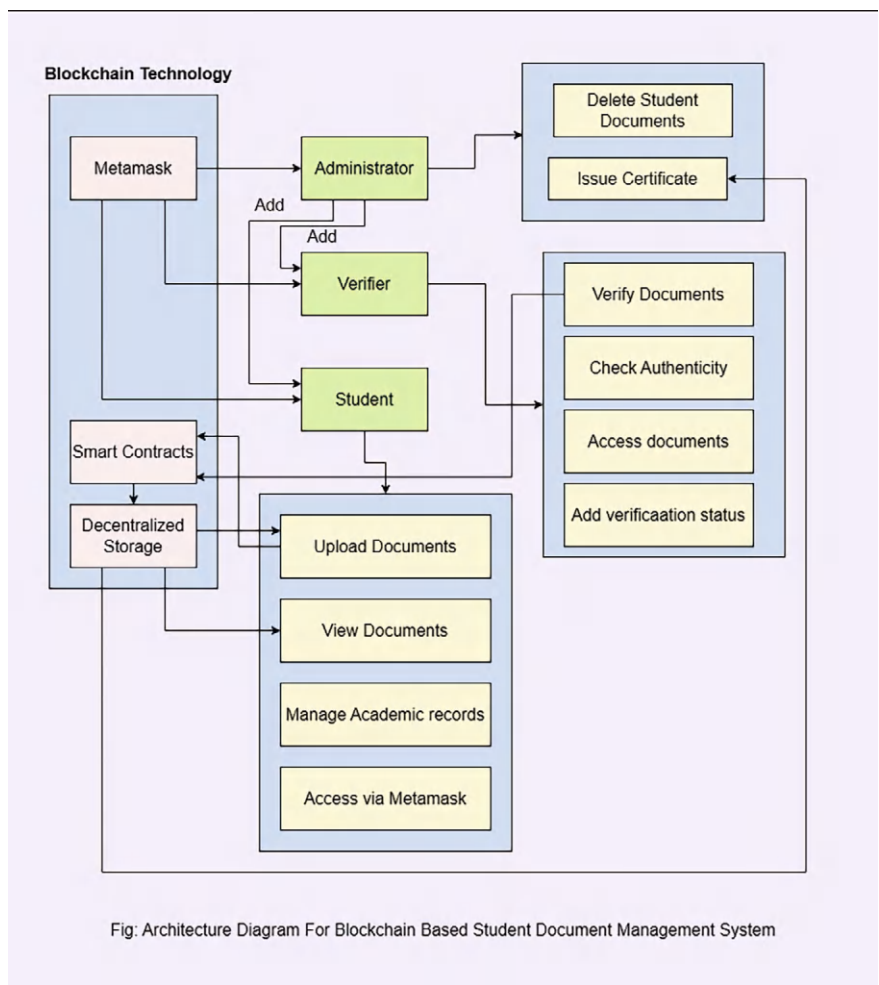 Blockchain Technology
Metamask
Administrator
Delete Student
Documents
Issue Certificate
Add
Add
Verifier
Verify Documents
Check Authenticity
Access documents
Add verificaation status
Student
Smart Contracts
Decentralized
Storage
Upload Documents
View Documents
Manage Academic records
Access via Metamask
Fig: Architecture Diagram For Blockchain Based Student Document Management System